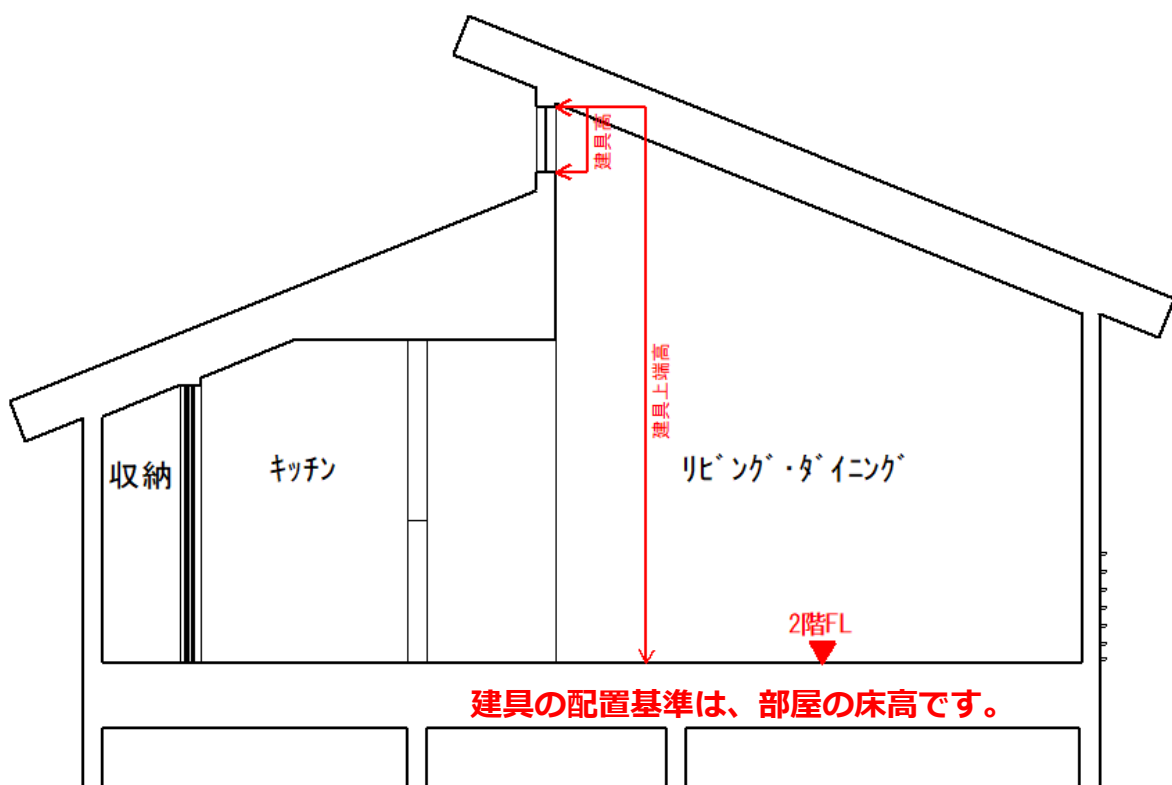 建具高
建具上端高
収納
ｷｯﾁﾝ
ﾘﾋﾞﾝｸﾞ・ﾀﾞｲﾆﾝｸﾞ
2階FL
建具の配置基準は、部屋の床高です。